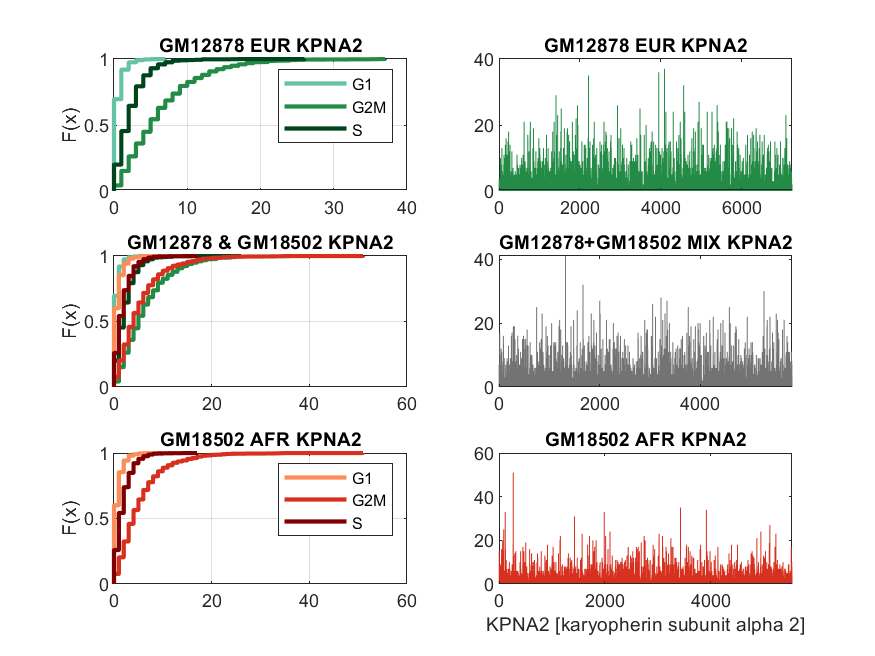 GM12878 EUR KPNA2
1
0.5
0
F(x)
0 10 20 30 40
G1
G2M
S
GM12878 EUR KPNA2
40
20
0
0 2000 4000 6000
GM12878 & GM18502 KPNA2
1
0.5
0
F(x)
0 20 40 60
GM12878+GM18502 MIX KPNA2
40
20
0
0 2000 4000
GM18502 AFR KPNA2
1
0.5
0
F(x)
0 20 40 60
G1
G2M
S
GM18502 AFR KPNA2
60
40
20
0
0 2000 4000
KPNA2 [karyopherin subunit alpha 2]